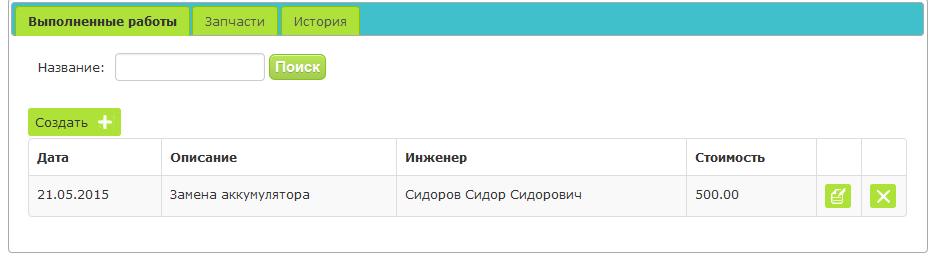 Выполненные работы Запчасти История
Название: Поиск
Создать
Дата Описание Инженер Стоимость
21.05.2015 Замена аккумулятора Сидоров Сидор Сидорович 500.00